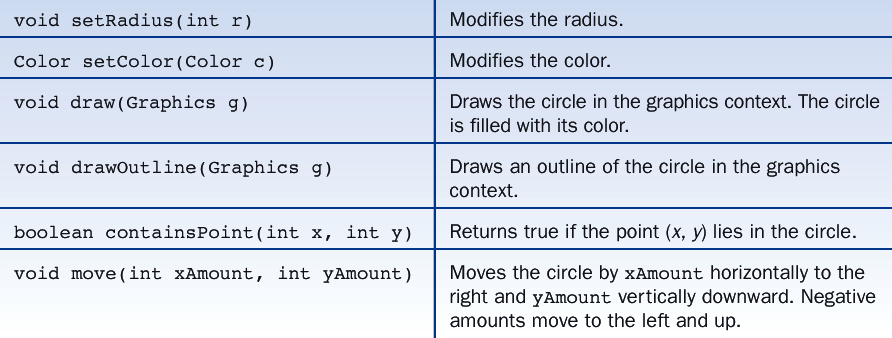 void setRadius(int r)
Modifies the radius.
Color setColor(Color c)
Modifies the color.
void draw(Graphics g)
Draws the circle in the graphics context. The circle
is filled with its color.
void drawOutline(Graphics g)
Draws an outline of the circle in the graphics
context.
boolean containsPoint(int x, int y)
Returns true if the point (x, y) lies in the circle.
void move(int xAmount, int yAmount)
Moves the circle by xAmount horizontally to the
right and yAmount vertically downward. Negative
amounts move to the left and up.